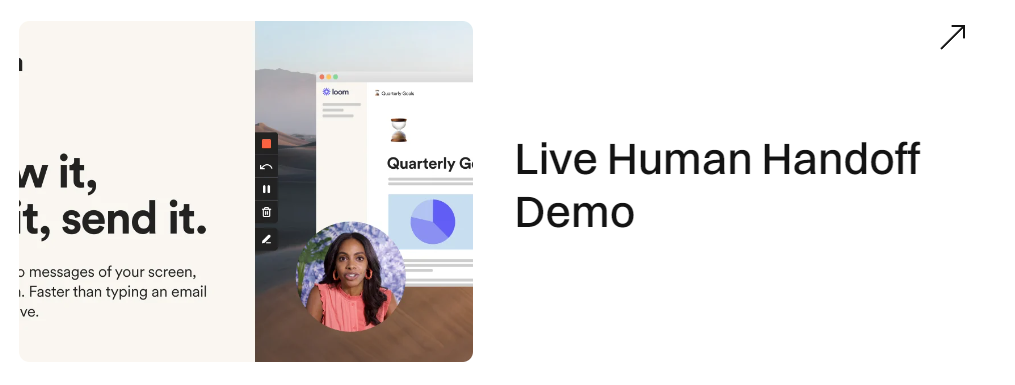 w it,
it, send it.
o messages of your screen,
. Faster than typing an email
ve.
loom
Quarterly Goals
Quarterly G
Live Human Handoff
Demo